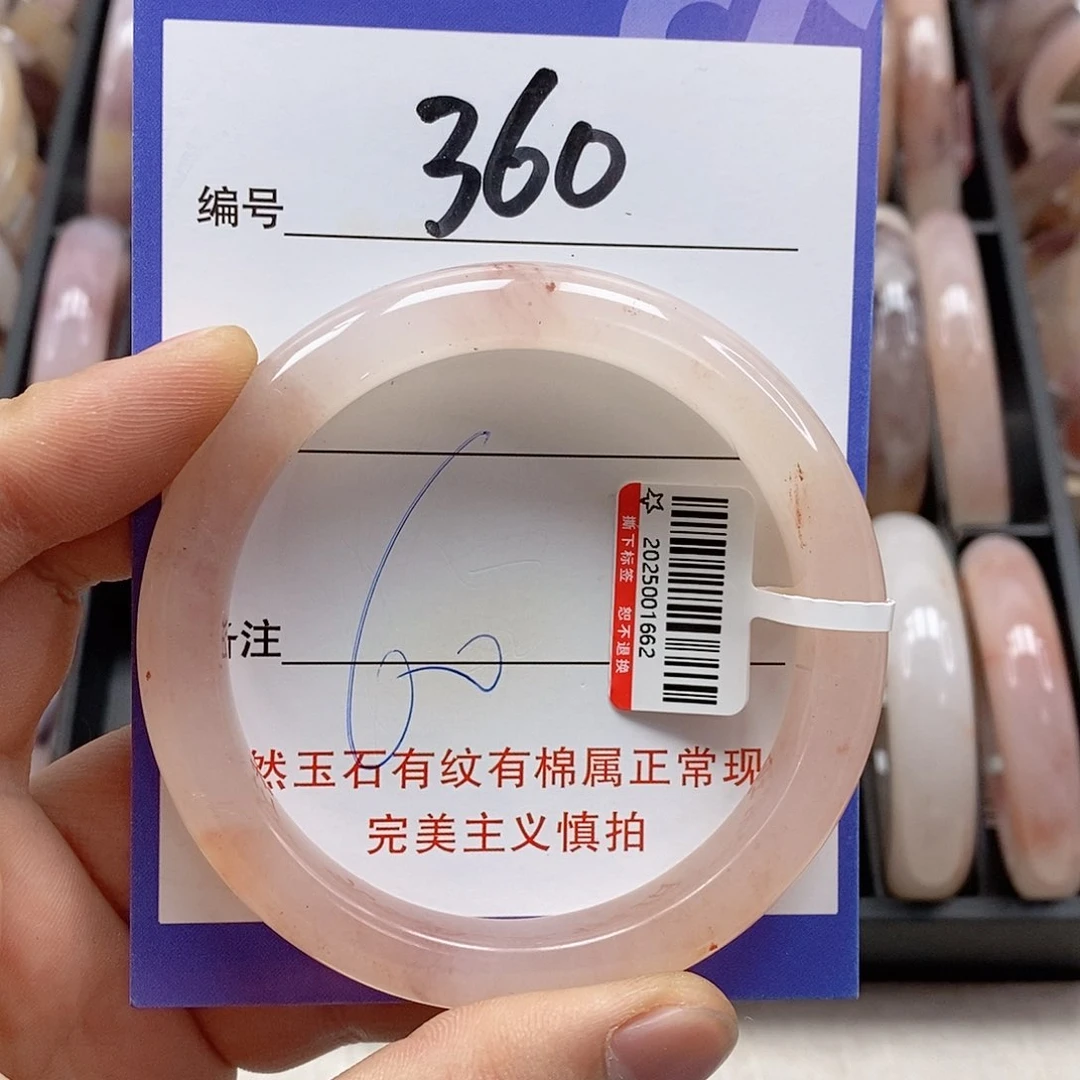 编号 360
备注
☆ 2025001662
撕下标签 恕不退换
然玉石有纹有棉属正常现
完美主义慎拍